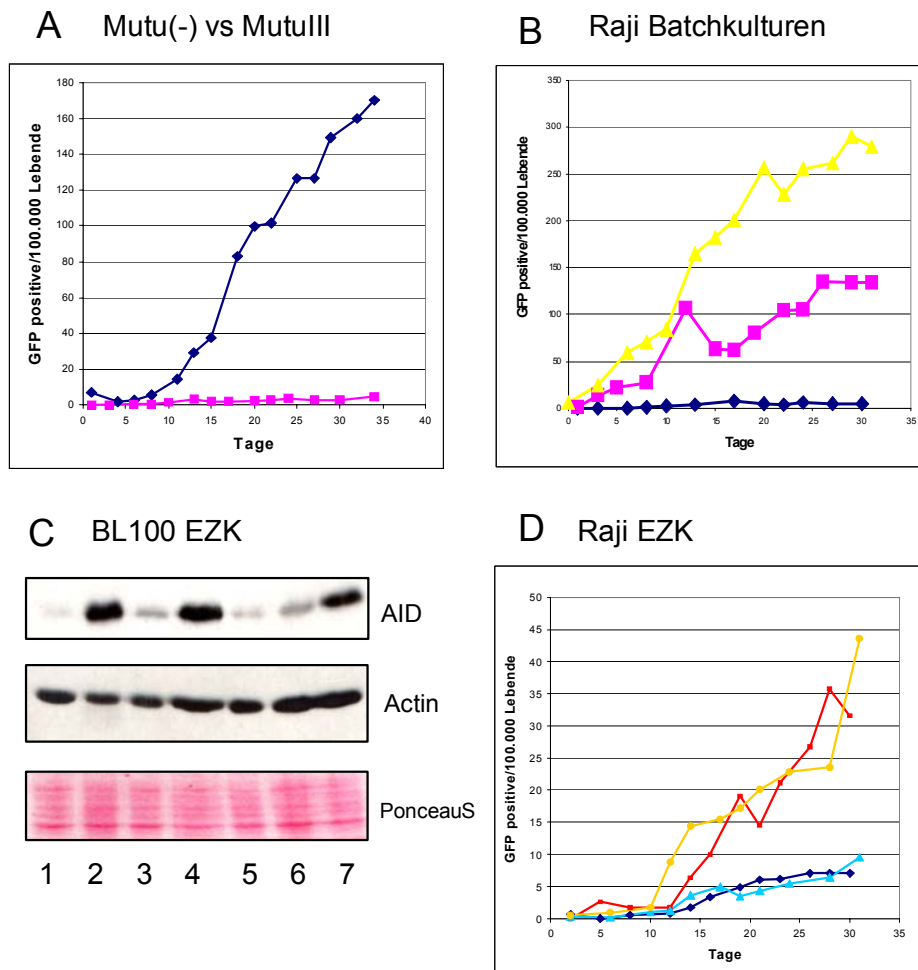 A Mutu(-) vs MutuIII
GFP positive/100.000 Lebende
180
160
140
120
100
80
60
40
20
0
0 5 10 15 20 25 30 35 40
Tage
B Raji Batchkulturen
GFP positive/100.000 Lebende
350
300
250
200
150
100
50
0
0 5 10 15 20 25 30 35
Tage
C BL100 EZK
AID
Actin
PonceauS
1 2 3 4 5 6 7
D Raji EZK
GFP positive/100.000 Lebende
50
45
40
35
30
25
20
15
10
5
0
0 5 10 15 20 25 30 35
Tage